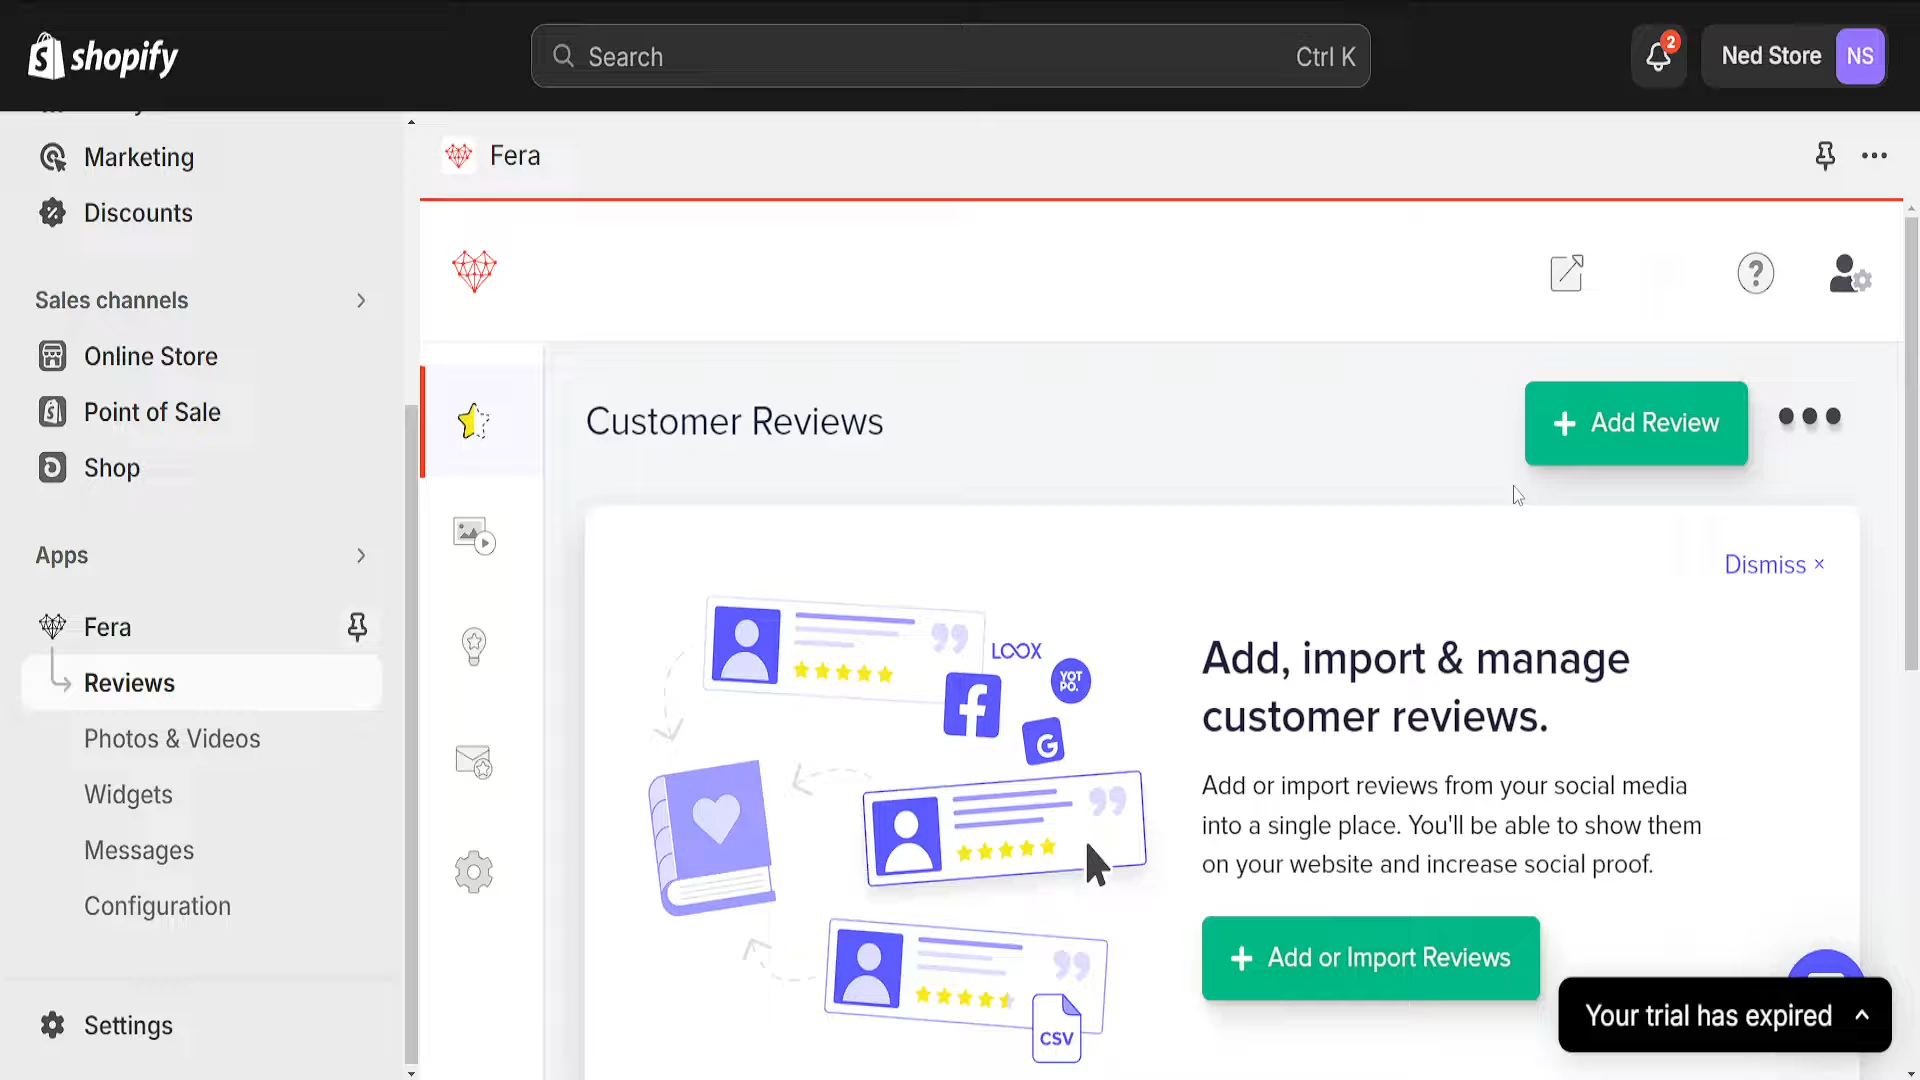 shopify
Search
Ctrl K
2
Ned Store
NS
Marketing
Discounts
Sales channels
Online Store
Point of Sale
Shop
Apps
Fera
Reviews
Photos & Videos
Widgets
Messages
Configuration
Settings
Fera
Customer Reviews
+ Add Review
Dismiss ×
LOOX
YOT
PO.
G
CSV
Add, import & manage
customer reviews.
Add or import reviews from your social media
into a single place. You'll be able to show them
on your website and increase social proof.
+ Add or Import Reviews
Your trial has expired